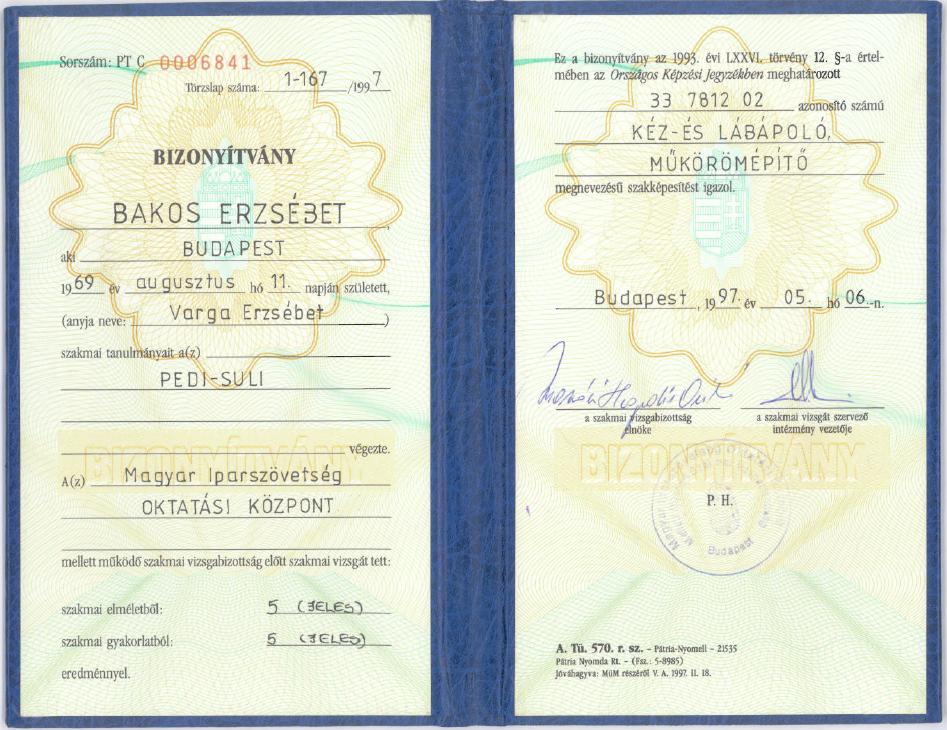 Sorszám: PT C 0006841
Törzslap száma: 1-167 /1997
BIZONYÍTVÁNY
BAKOS ERZSÉBET,
aki BUDAPEST
1969 év augusztus hó 11. napján született,
(anyja neve: Varga Erzsébet)
szakmai tanulmányait a(z)
PEDI-SULI
végezte.
BIZONYÍTVÁNY
A(z) Magyar Iparszövetség
OKTATÁSI KÖZPONT
mellett működő szakmai vizsgabizottság előtt szakmai vizsgát tett:
szakmai elméletből: 5 (JELES)
szakmai gyakorlatból: 5 (JELES)
eredménnyel.
Ez a bizonyítvány az 1993. évi LXXVI. törvény 12. §-a értel-
mében az Országos Képzési Jegyzékben meghatározott
33 7812 02 azonosító számú
KÉZ-ÉS LÁBÁPOLÓ,
MŰKÖRÖMÉPITŐ
megnevezésű szakképesítést igazol.
Budapest, 1997. év 05. hó 06.-n.
a szakmai vizsgabizottság
elnöke
a szakmai vizsgát szervező
intézmény vezetője
BIZONYÍTVÁNY
P. H.
Budapest
A. Tü. 570. r. sz. – Pátria-Nyomell – 21535
Pátria Nyomda Rt. – (Fsz.: 5-8985)
Jóváhagyva: MüM részéről V. A. 1997. II. 18.